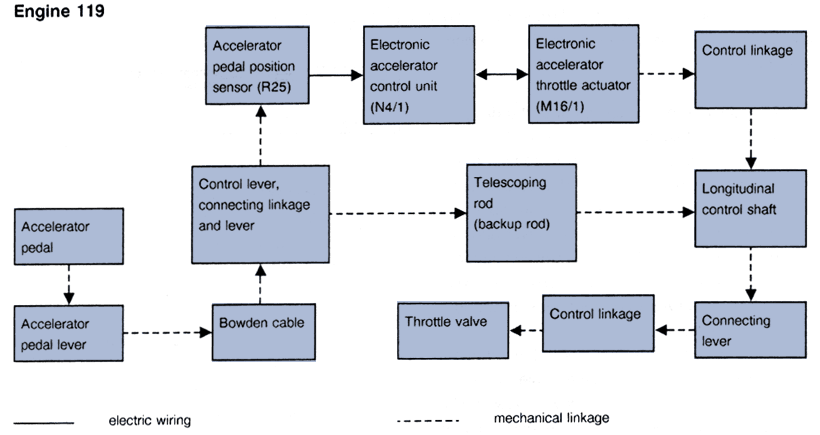 Engine 119
Accelerator
pedal position
sensor (R25)
Electronic
accelerator
control unit
(N4/1)
Electronic
accelerator
throttle actuator
(M16/1)
Control linkage
Control lever,
connecting linkage
and lever
Telescoping
rod
(backup rod)
Longitudinal
control shaft
Accelerator
pedal
Accelerator
pedal lever
Bowden cable
Throttle valve
Control linkage
Connecting
lever
electric wiring
mechanical linkage